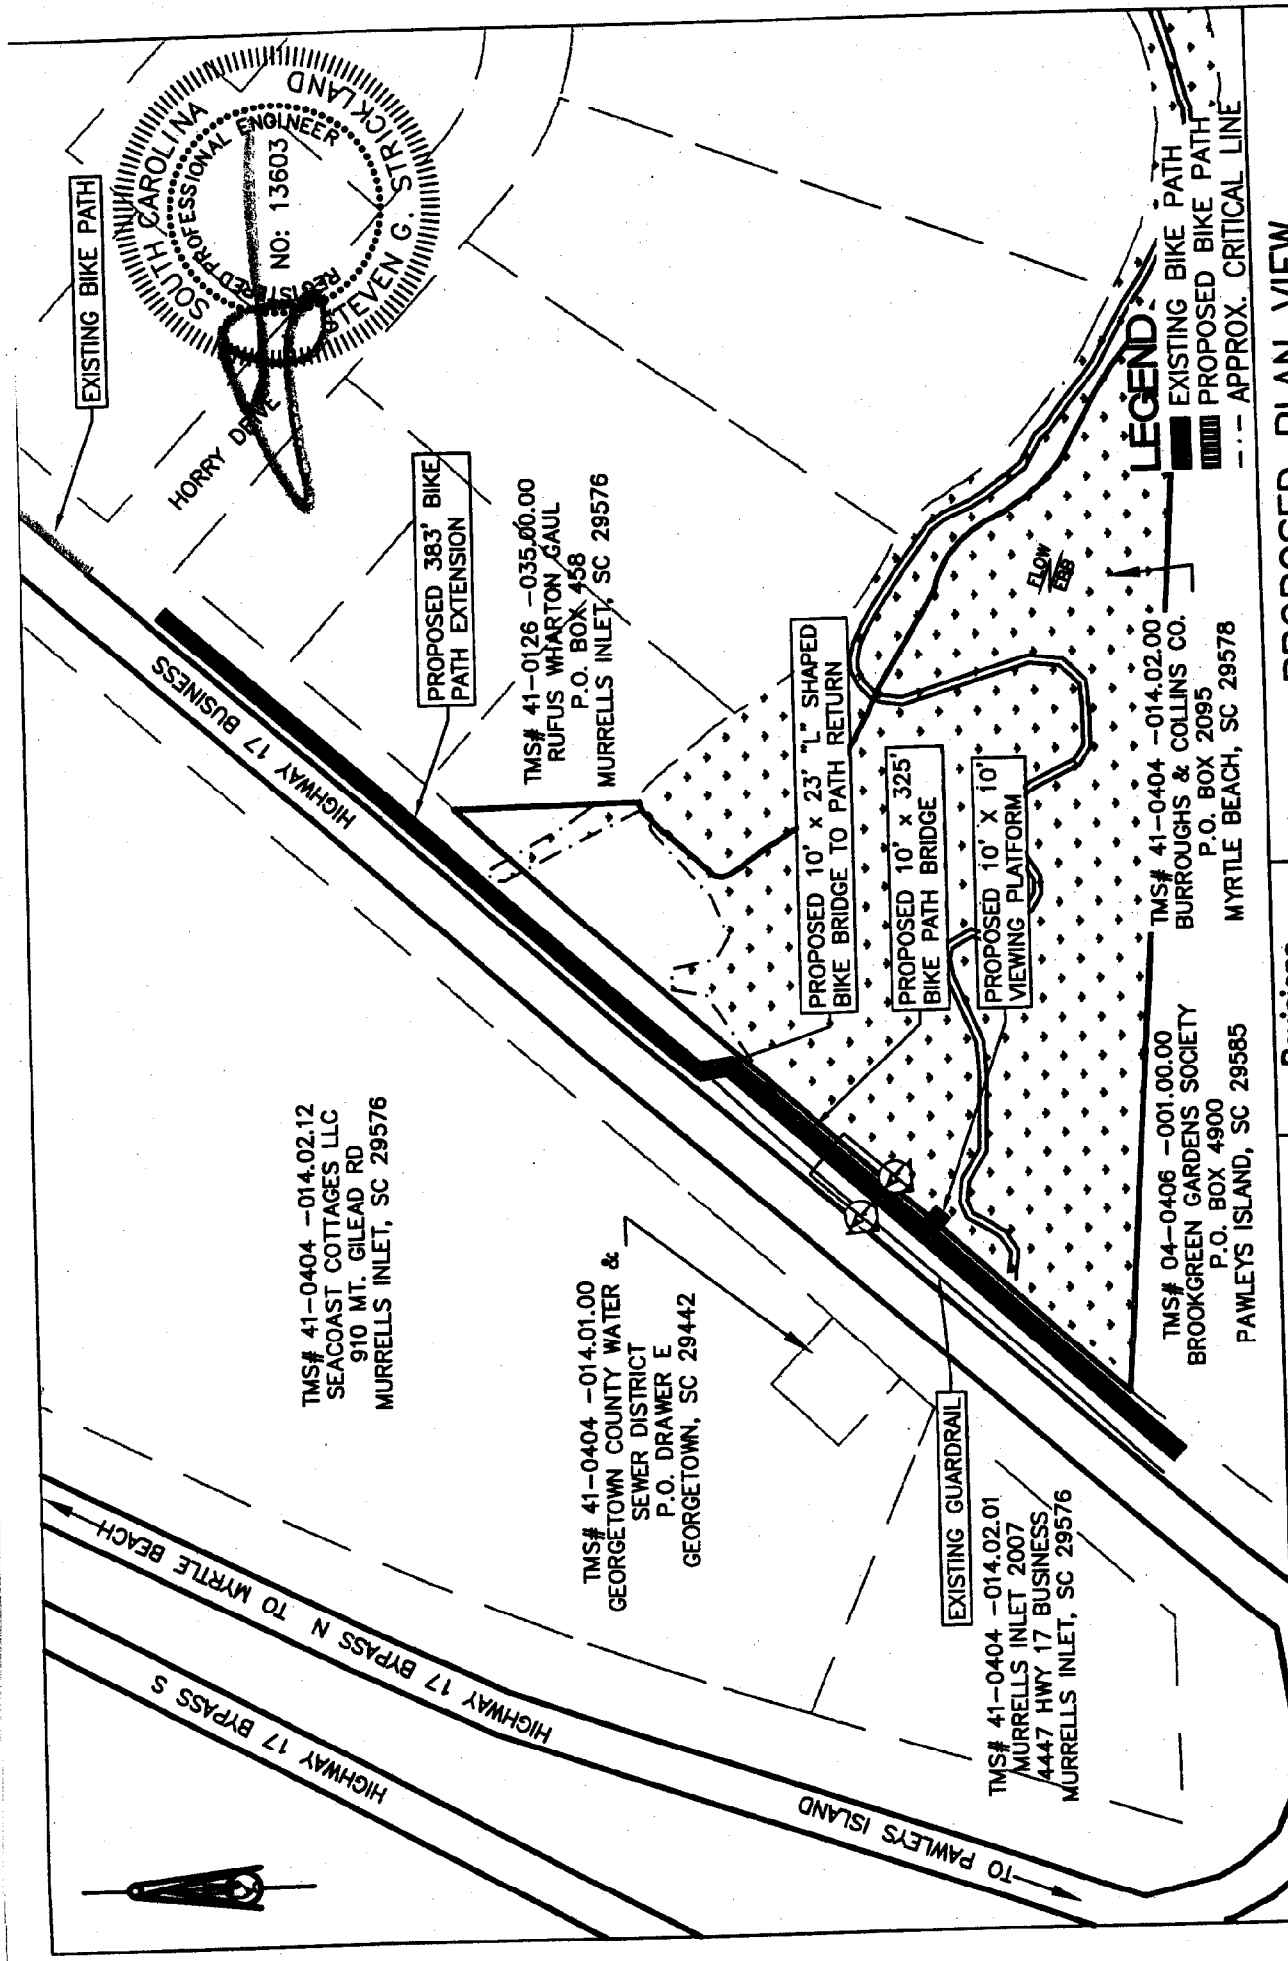 EXISTING BIKE PATH
SOUTH CAROLINA
REGISTERED PROFESSIONAL ENGINEER
NO: 13603
STEVEN G. STRICKLAND
HORRY DRIVE
PROPOSED 383' BIKE
PATH EXTENSION
HIGHWAY 17 BUSINESS
TMS# 41-0126 -035.00.00
RUFUS WHARTON GAUL
P.O. BOX 458
MURRELLS INLET, SC 29576
PROPOSED 10' x 23' "L" SHAPED
BIKE BRIDGE TO PATH RETURN
PROPOSED 10' x 325'
BIKE PATH BRIDGE
PROPOSED 10' X 10'
VIEWING PLATFORM
FLOW
EBB
LEGEND
EXISTING BIKE PATH
PROPOSED BIKE PATH
APPROX. CRITICAL LINE
TMS# 41-0404 -014.02.00
BURROUGHS & COLLINS CO.
P.O. BOX 2095
MYRTLE BEACH, SC 29578
TMS# 04-0406 -001.00.00
BROOKGREEN GARDENS SOCIETY
P.O. BOX 4900
PAWLEYS ISLAND, SC 29585
TMS# 41-0404 -014.02.12
SEACOAST COTTAGES LLC
910 MT. GILEAD RD
MURRELLS INLET, SC 29576
TMS# 41-0404 -014.01.00
GEORGETOWN COUNTY WATER &
SEWER DISTRICT
P.O. DRAWER E
GEORGETOWN, SC 29442
EXISTING GUARDRAIL
TMS# 41-0404 -014.02.01
MURRELLS INLET 2007
4447 HWY 17 BUSINESS
MURRELLS INLET, SC 29576
HIGHWAY 17 BYPASS N TO MYRTLE BEACH
HIGHWAY 17 BYPASS S
TO PAWLEYS ISLAND
PROPOSED PLAN VIEW
Revisions